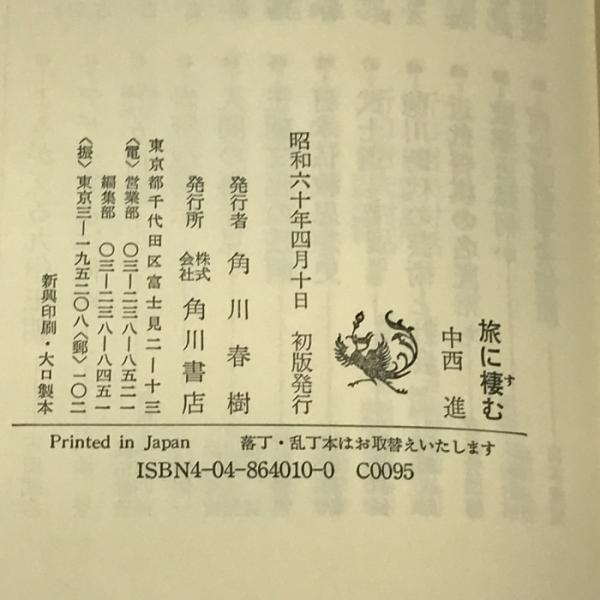 旅に棲む
す
中西 進
昭和六十年四月十日 初版発行
発行者 角川春樹
発行所 株式会社 角川書店
東京都千代田区富士見二―十三
〈電〉営業部 〇三―二三八―八五二一
編集部 〇三―二三八―八四五一
〈振〉東京三―一九五二〇八〈郵〉一〇二
新興印刷・大口製本
Printed in Japan 落丁・乱丁本はお取替えいたします
ISBN4-04-864010-0 C0095